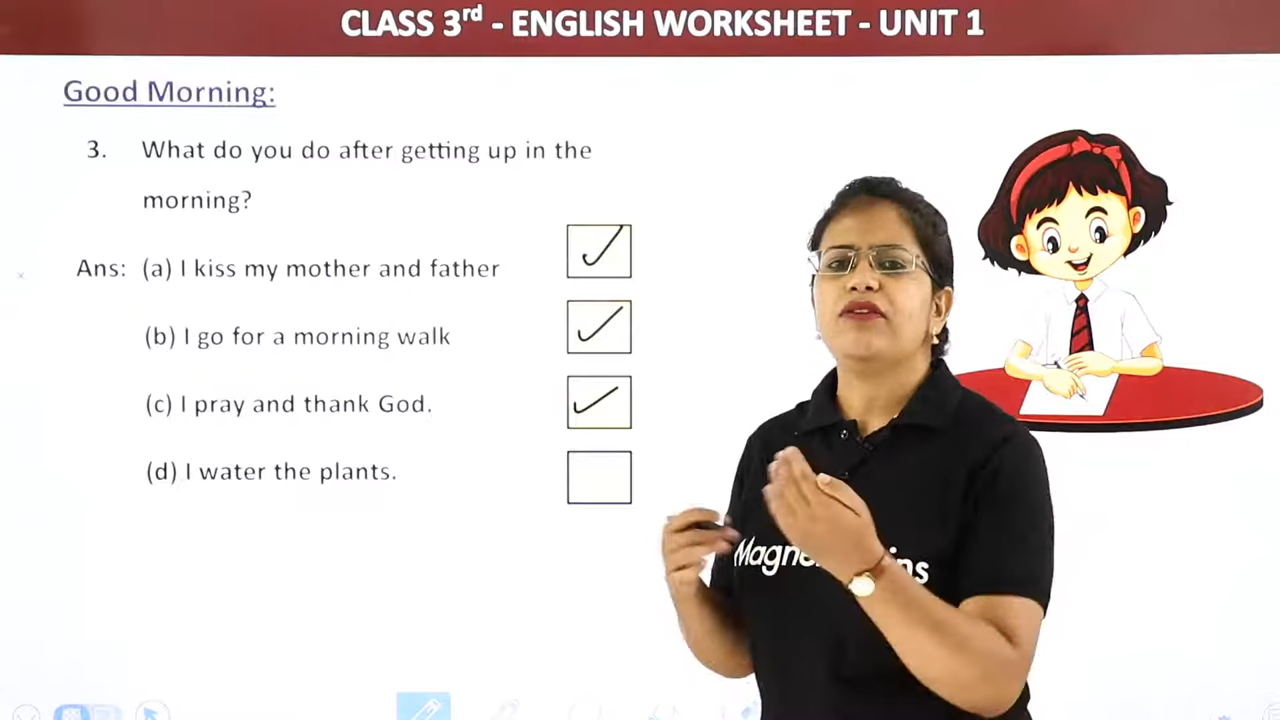 CLASS 3rd - ENGLISH WORKSHEET - UNIT 1
Good Morning:
3. What do you do after getting up in the
morning?
Ans: (a) I kiss my mother and father
(b) I go for a morning walk
(c) I pray and thank God.
(d) I water the plants.